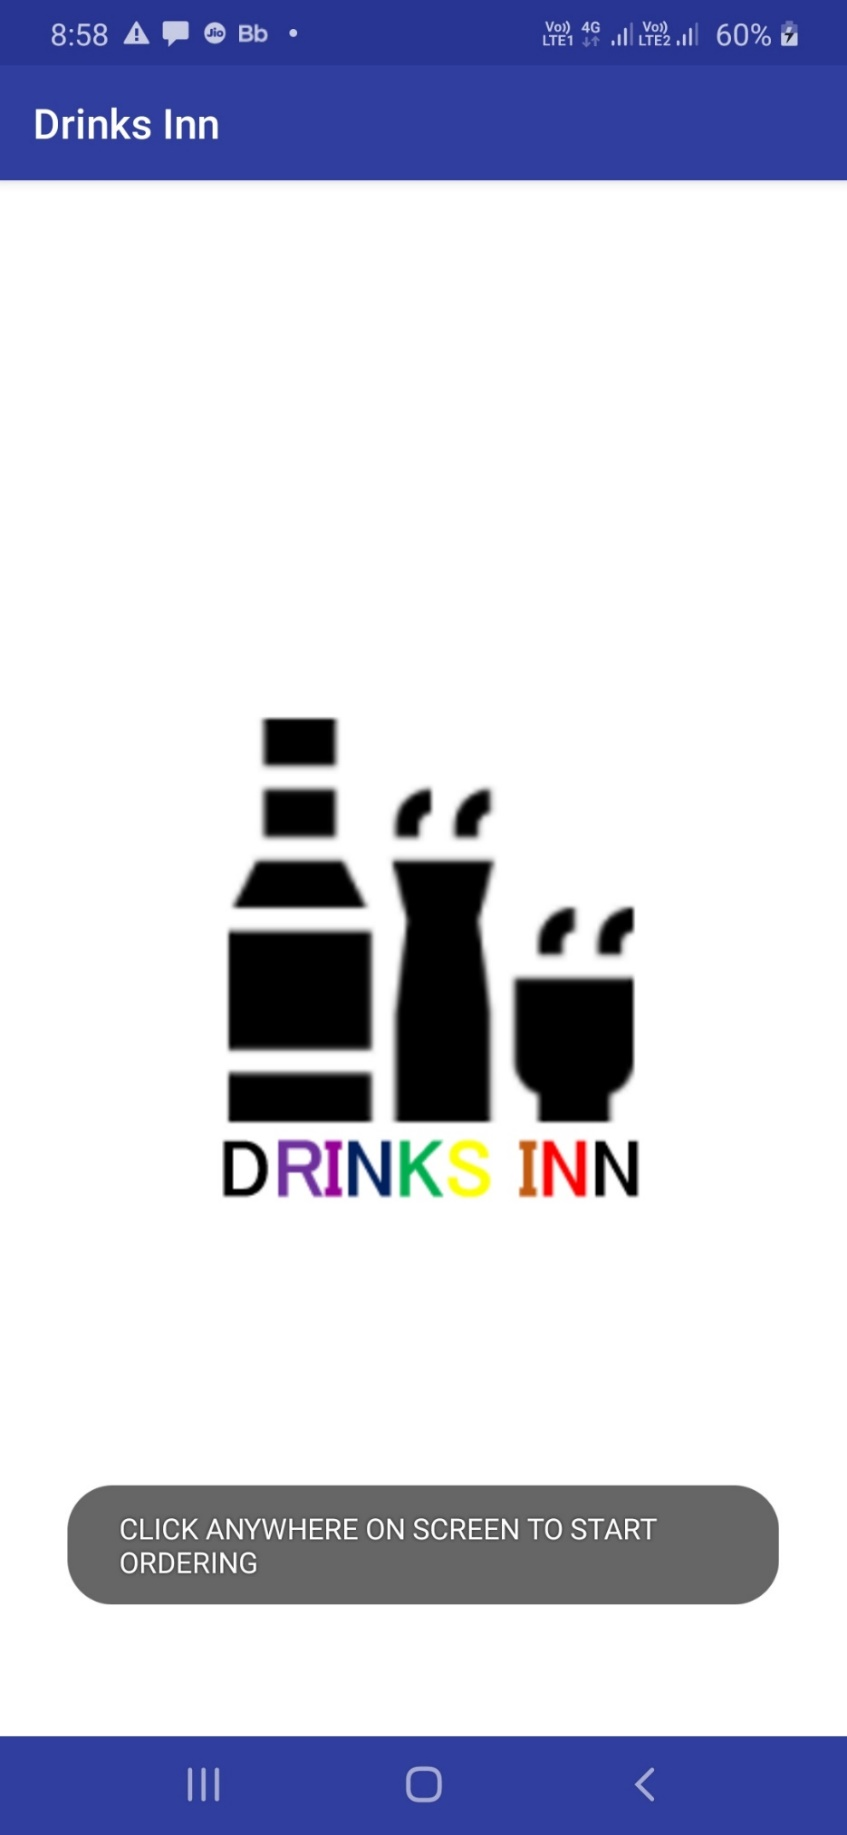 8:58 Jio Bb Vo)) LTE1 4G Vo)) LTE2 60%
Drinks Inn
DRINKS INN
CLICK ANYWHERE ON SCREEN TO START
ORDERING